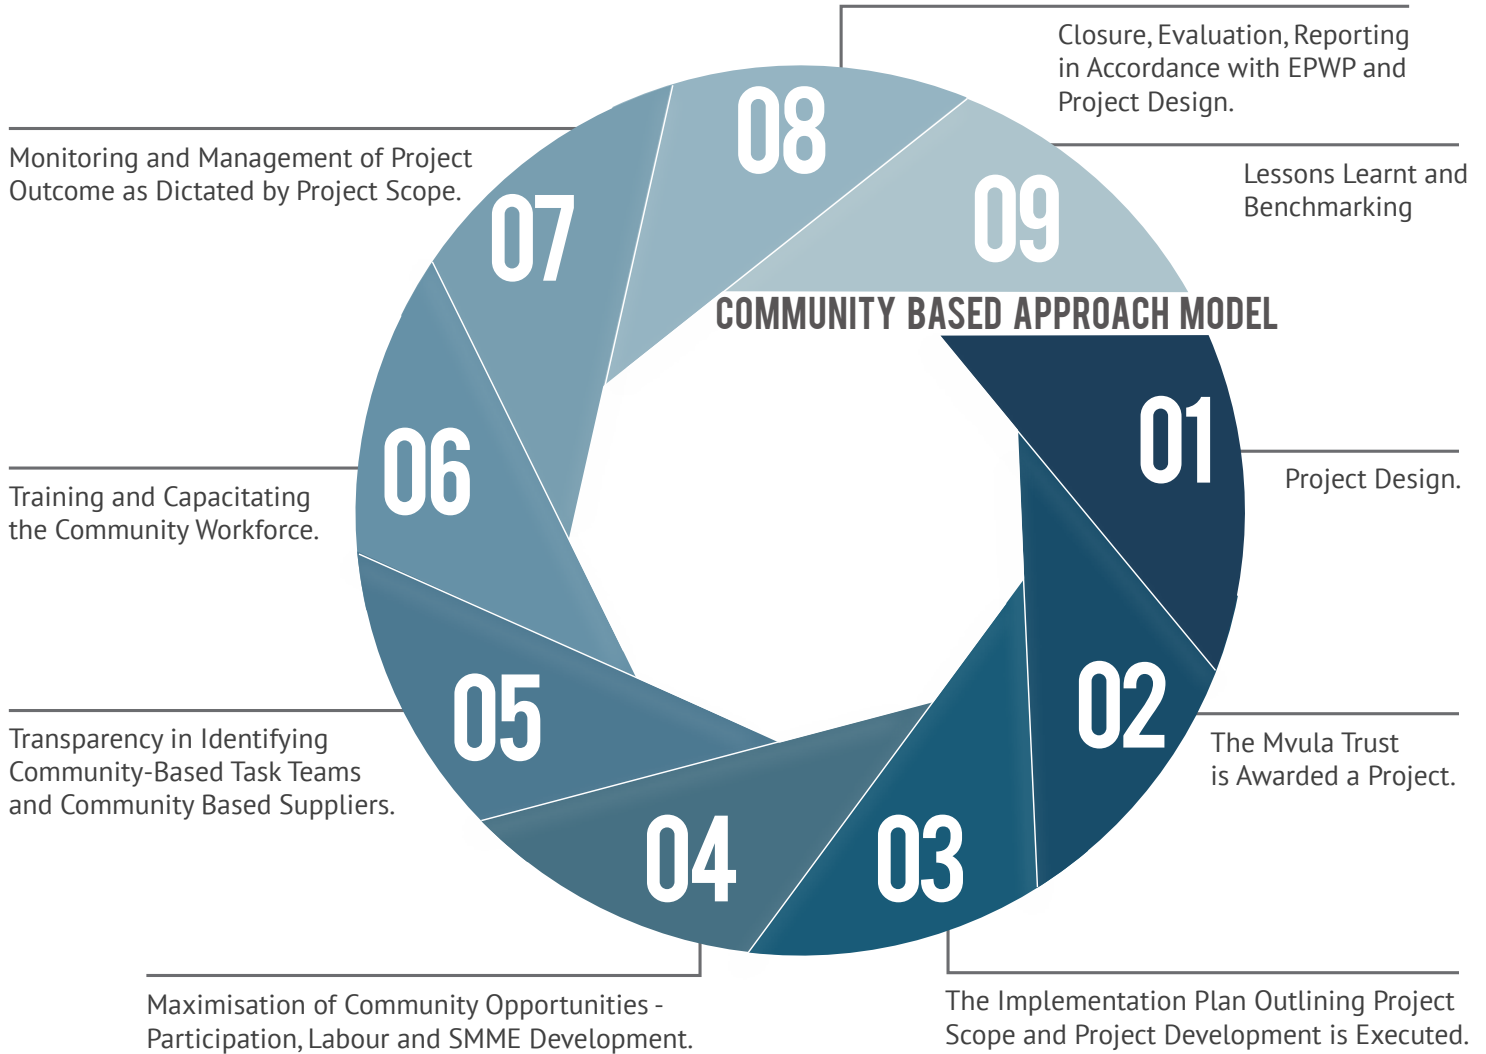 COMMUNITY BASED APPROACH MODEL
01
Project Design.
02
The Mvula Trust
is Awarded a Project.
03
The Implementation Plan Outlining Project
Scope and Project Development is Executed.
04
Maximisation of Community Opportunities -
Participation, Labour and SMME Development.
05
Transparency in Identifying
Community-Based Task Teams
and Community Based Suppliers.
06
Training and Capacitating
the Community Workforce.
07
Monitoring and Management of Project
Outcome as Dictated by Project Scope.
08
Closure, Evaluation, Reporting
in Accordance with EPWP and
Project Design.
09
Lessons Learnt and
Benchmarking